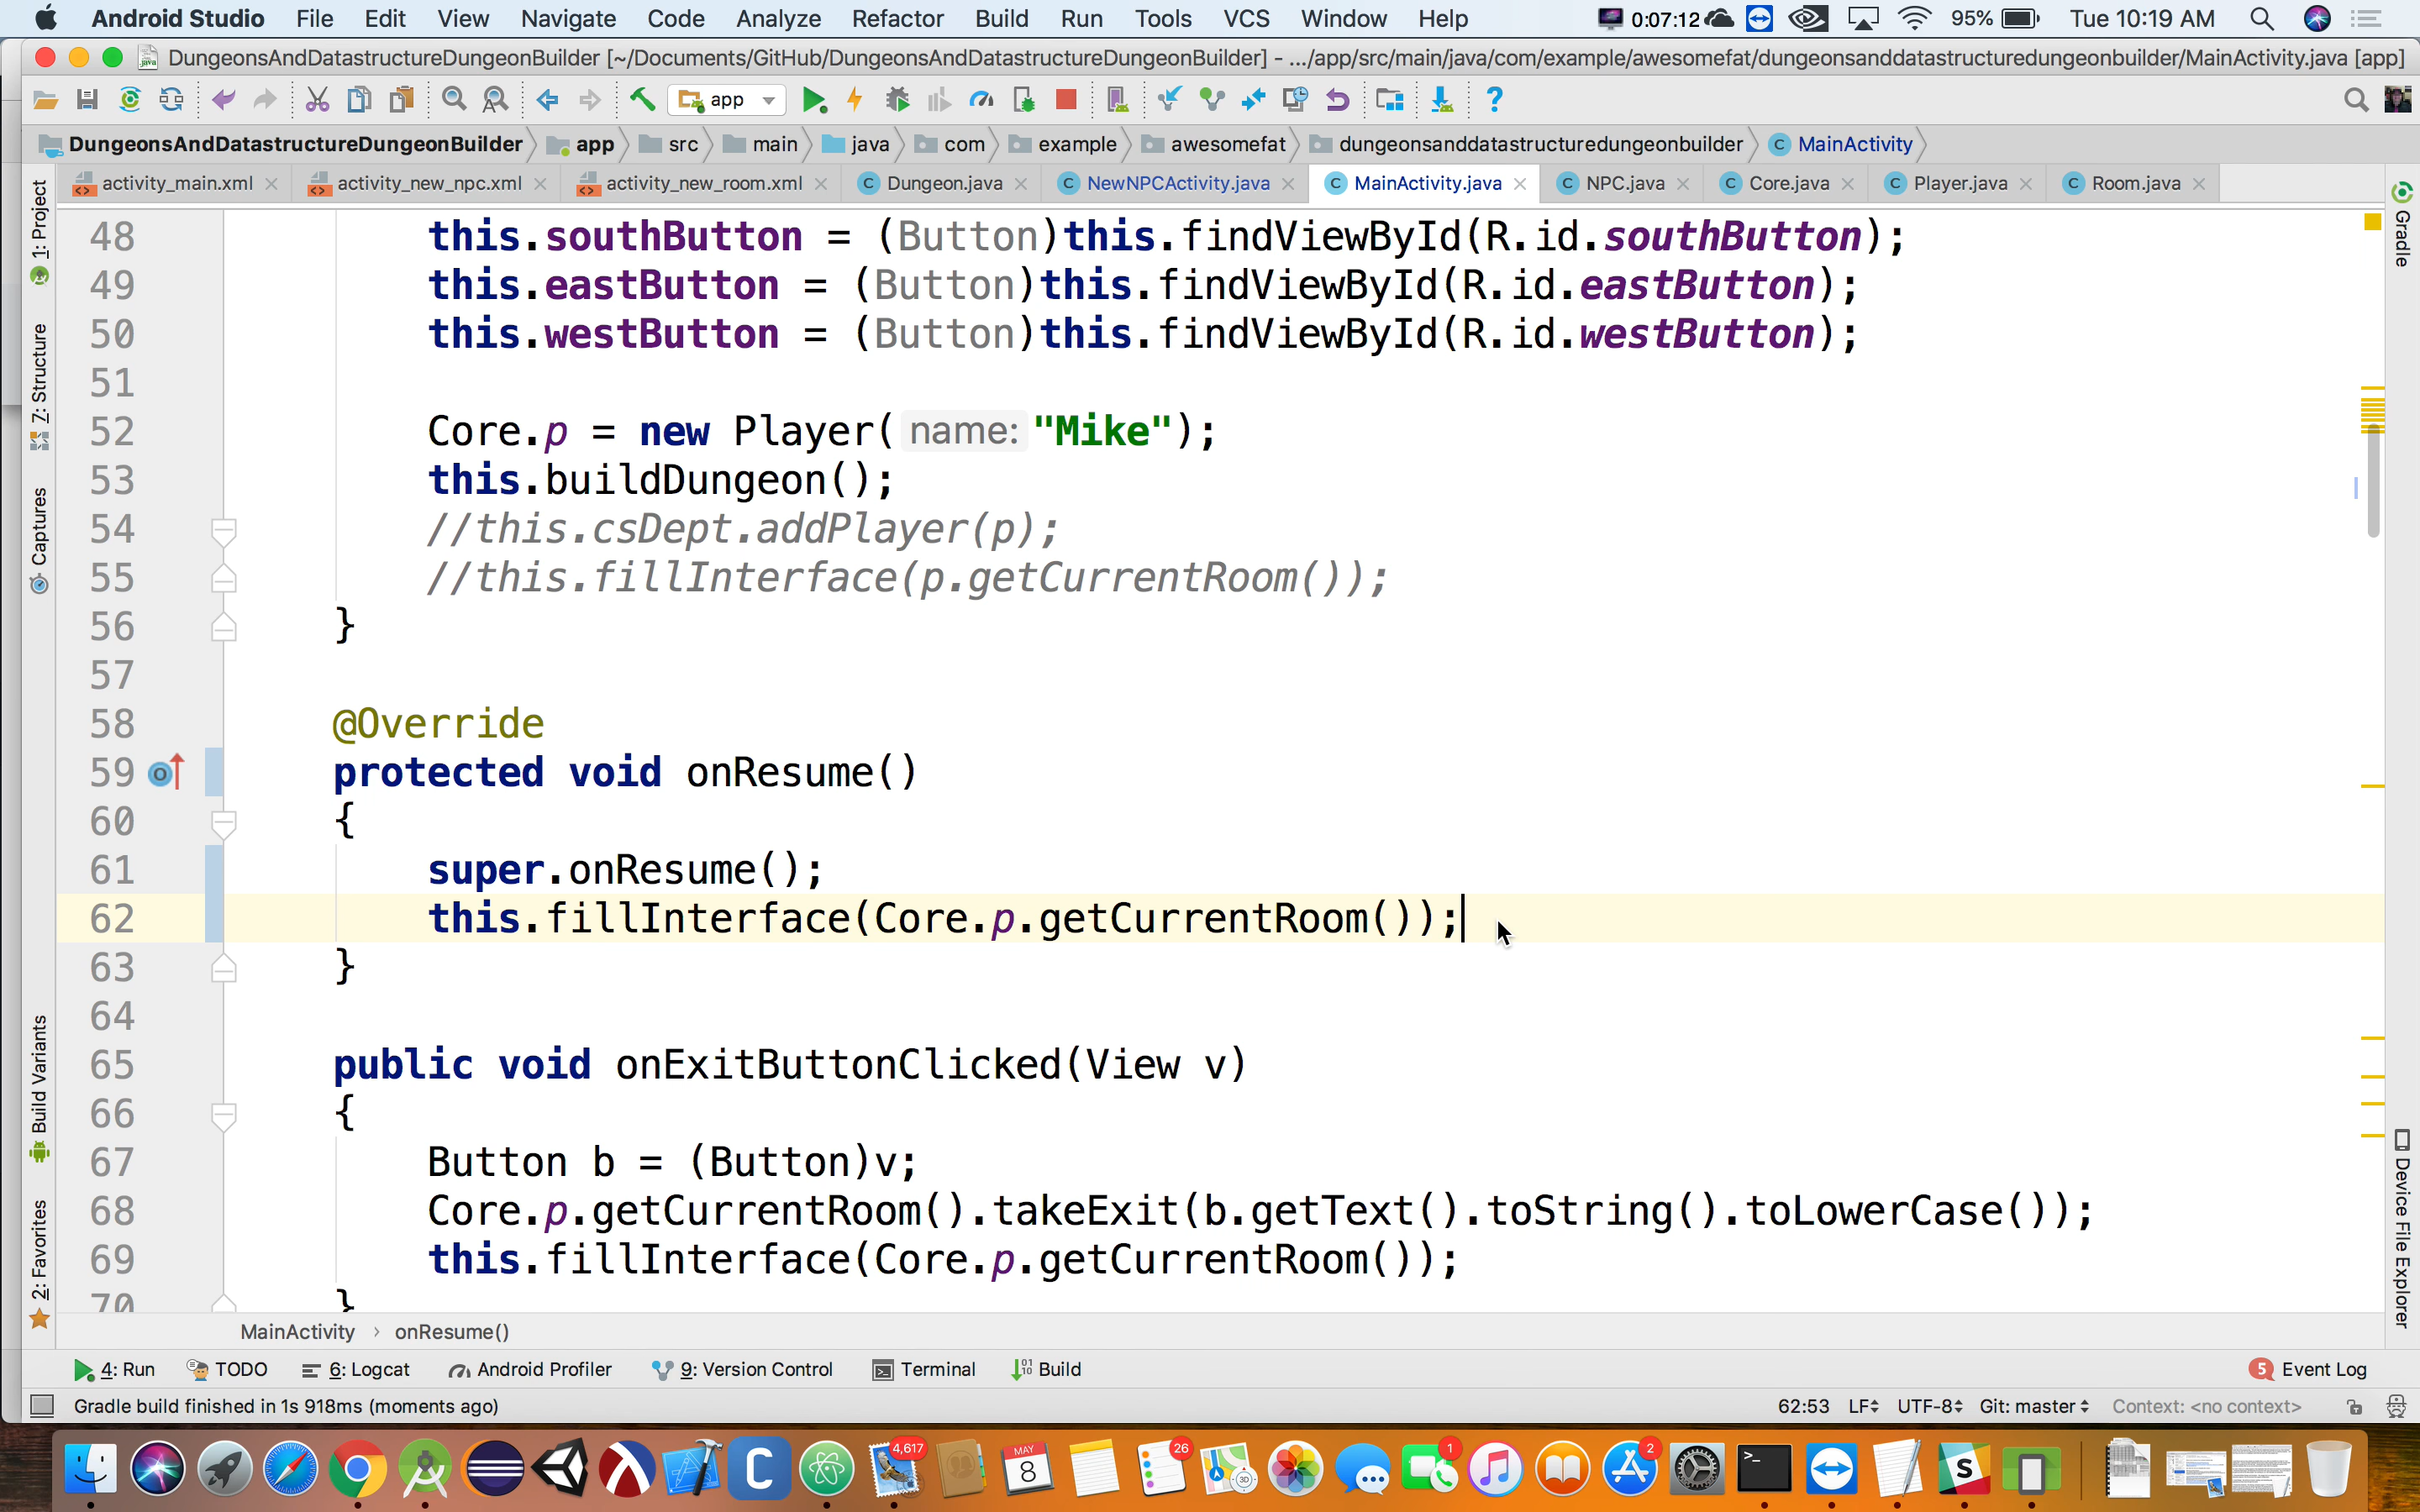 Android Studio File Edit View Navigate Code Analyze Refactor Build Run Tools VCS Window Help 0:07:12 95% Tue 10:19 AM
DungeonsAndDatastructureDungeonBuilder [~/Documents/GitHub/DungeonsAndDatastructureDungeonBuilder] - .../app/src/main/java/com/example/awesomefat/dungeonsanddatastructuredungeonbuilder/MainActivity.java [app]
app
DungeonsAndDatastructureDungeonBuilder app src main java com example awesomefat dungeonsanddatastructuredungeonbuilder MainActivity
activity_main.xml activity_new_npc.xml activity_new_room.xml Dungeon.java NewNPCActivity.java MainActivity.java NPC.java Core.java Player.java Room.java
1: Project
Z: Structure
Captures
Build Variants
2: Favorites
Gradle
Device File Explorer
48 this.southButton = (Button)this.findViewById(R.id.southButton);
49 this.eastButton = (Button)this.findViewById(R.id.eastButton);
50 this.westButton = (Button)this.findViewById(R.id.westButton);
51
52 Core.p = new Player( name: "Mike");
53 this.buildDungeon();
54 //this.csDept.addPlayer(p);
55 //this.fillInterface(p.getCurrentRoom());
56 }
57
58 @Override
59 protected void onResume()
60 {
61 super.onResume();
62 this.fillInterface(Core.p.getCurrentRoom());
63 }
64
65 public void onExitButtonClicked(View v)
66 {
67 Button b = (Button)v;
68 Core.p.getCurrentRoom().takeExit(b.getText().toString().toLowerCase());
69 this.fillInterface(Core.p.getCurrentRoom());
70 }
MainActivity › onResume()
4: Run TODO 6: Logcat Android Profiler 9: Version Control Terminal Build 5 Event Log
Gradle build finished in 1s 918ms (moments ago) 62:53 LF UTF-8 Git: master Context: <no context>
4,617 MAY 8 26 3D 1 2